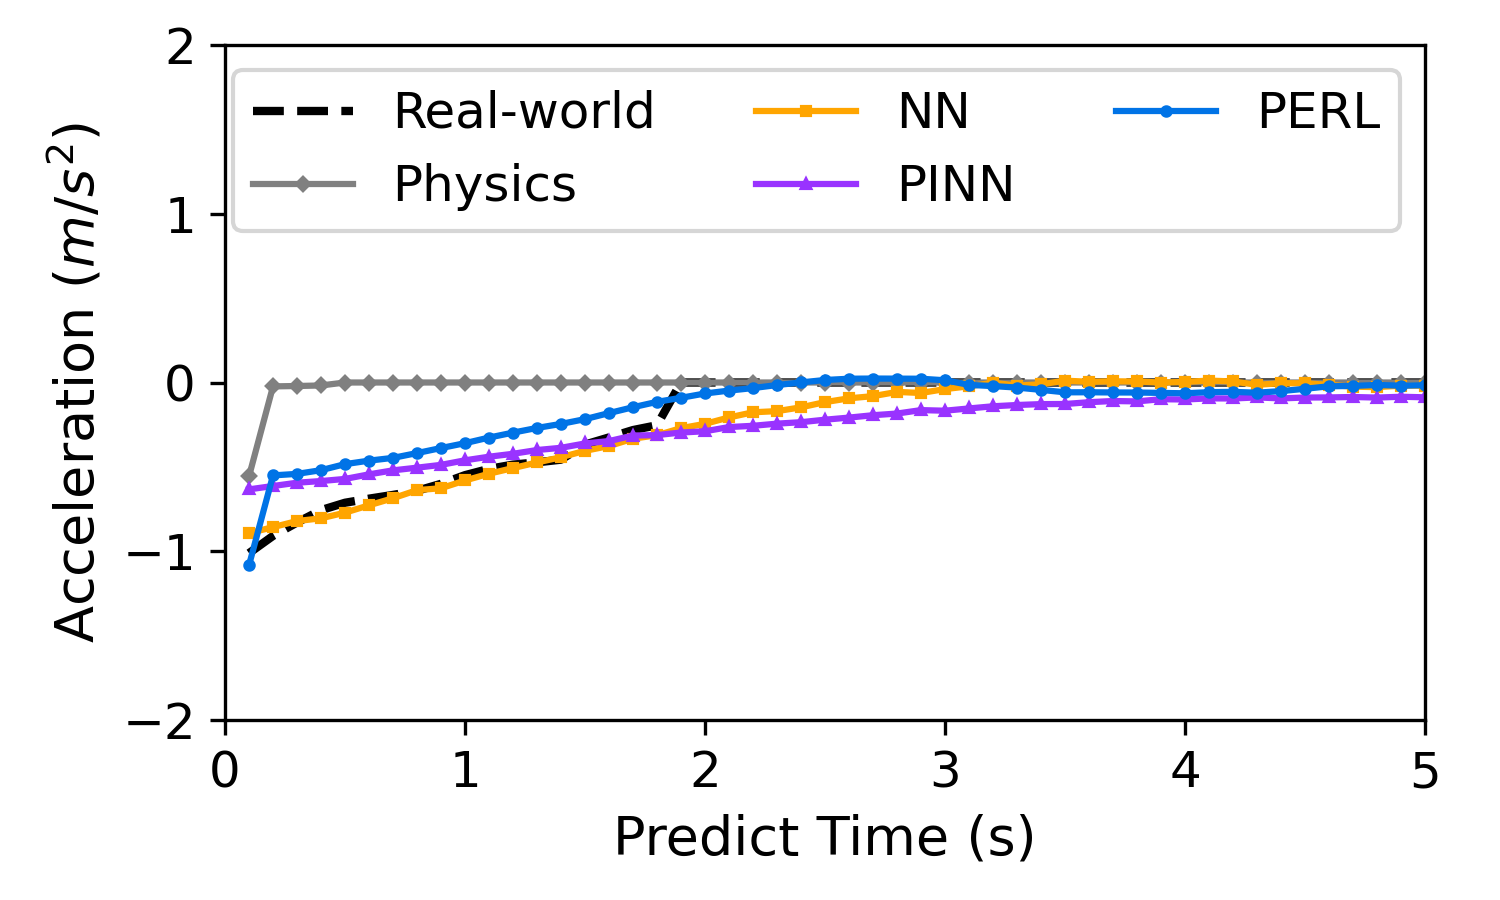 2
1
0
−1
−2
Acceleration (m/s²)
Real-world
Physics
NN
PINN
PERL
0 1 2 3 4 5
Predict Time (s)